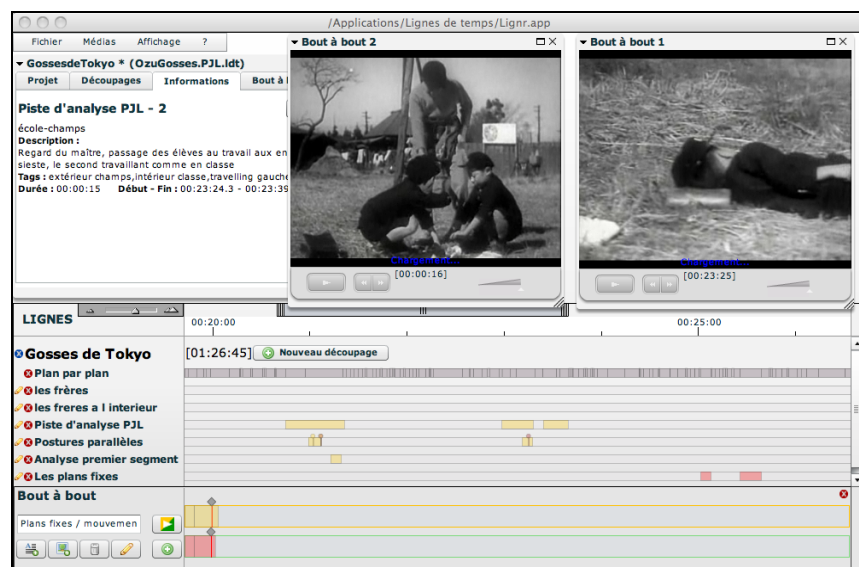 /Applications/Lignes de temps/Lignr.app
Fichier Médias Affichage ?
GossesdeTokyo * (OzuGosses.PJL.ldt)
Projet Découpages Informations Bout à
Piste d'analyse PJL - 2
école-champs
Description :
Regard du maître, passage des élèves au travail aux en
sieste, le second travaillant comme en classe
Tags : extérieur champs,intérieur classe,travelling gauche
Durée : 00:00:15 Début - Fin : 00:23:24.3 - 00:23:39
Bout à bout 2
Chargement...
[00:00:16]
Bout à bout 1
Chargement...
[00:23:25]
LIGNES
00:20:00 00:25:00
Gosses de Tokyo [01:26:45] Nouveau découpage
Plan par plan
les frères
les freres a l interieur
Piste d'analyse PJL
Postures parallèles
Analyse premier segment
Les plans fixes
Bout à bout
Plans fixes / mouvemen